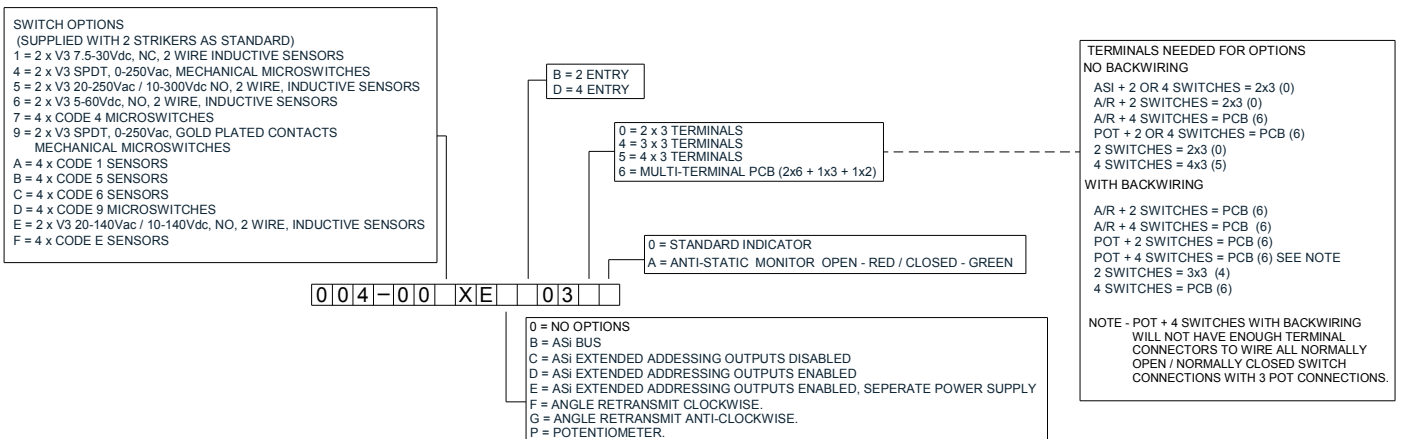 SWITCH OPTIONS
(SUPPLIED WITH 2 STRIKERS AS STANDARD)
1 = 2 x V3 7.5-30Vdc, NC, 2 WIRE INDUCTIVE SENSORS
4 = 2 x V3 SPDT, 0-250Vac, MECHANICAL MICROSWITCHES
5 = 2 x V3 20-250Vac / 10-300Vdc NO, 2 WIRE, INDUCTIVE SENSORS
6 = 2 x V3 5-60Vdc, NO, 2 WIRE, INDUCTIVE SENSORS
7 = 4 x CODE 4 MICROSWITCHES
9 = 2 x V3 SPDT, 0-250Vac, GOLD PLATED CONTACTS
MECHANICAL MICROSWITCHES
A = 4 x CODE 1 SENSORS
B = 4 x CODE 5 SENSORS
C = 4 x CODE 6 SENSORS
D = 4 x CODE 9 MICROSWITCHES
E = 2 x V3 20-140Vac / 10-140Vdc, NO, 2 WIRE, INDUCTIVE SENSORS
F = 4 x CODE E SENSORS
B = 2 ENTRY
D = 4 ENTRY
0 = 2 x 3 TERMINALS
4 = 3 x 3 TERMINALS
5 = 4 x 3 TERMINALS
6 = MULTI-TERMINAL PCB (2x6 + 1x3 + 1x2)
0 = STANDARD INDICATOR
A = ANTI-STATIC MONITOR OPEN - RED / CLOSED - GREEN
004-00 XE 03
0 = NO OPTIONS
B = ASi BUS
C = ASi EXTENDED ADDESSING OUTPUTS DISABLED
D = ASi EXTENDED ADDRESSING OUTPUTS ENABLED
E = ASi EXTENDED ADDRESSING OUTPUTS ENABLED, SEPERATE POWER SUPPLY
F = ANGLE RETRANSMIT CLOCKWISE.
G = ANGLE RETRANSMIT ANTI-CLOCKWISE.
P = POTENTIOMETER.
TERMINALS NEEDED FOR OPTIONS
NO BACKWIRING
ASI + 2 OR 4 SWITCHES = 2x3 (0)
A/R + 2 SWITCHES = 2x3 (0)
A/R + 4 SWITCHES = PCB (6)
POT + 2 OR 4 SWITCHES = PCB (6)
2 SWITCHES = 2x3 (0)
4 SWITCHES = 4x3 (5)
WITH BACKWIRING
A/R + 2 SWITCHES = PCB (6)
A/R + 4 SWITCHES = PCB (6)
POT + 2 SWITCHES = PCB (6)
POT + 4 SWITCHES = PCB (6) SEE NOTE
2 SWITCHES = 3x3 (4)
4 SWITCHES = PCB (6)
NOTE - POT + 4 SWITCHES WITH BACKWIRING
WILL NOT HAVE ENOUGH TERMINAL
CONNECTORS TO WIRE ALL NORMALLY
OPEN / NORMALLY CLOSED SWITCH
CONNECTIONS WITH 3 POT CONNECTIONS.